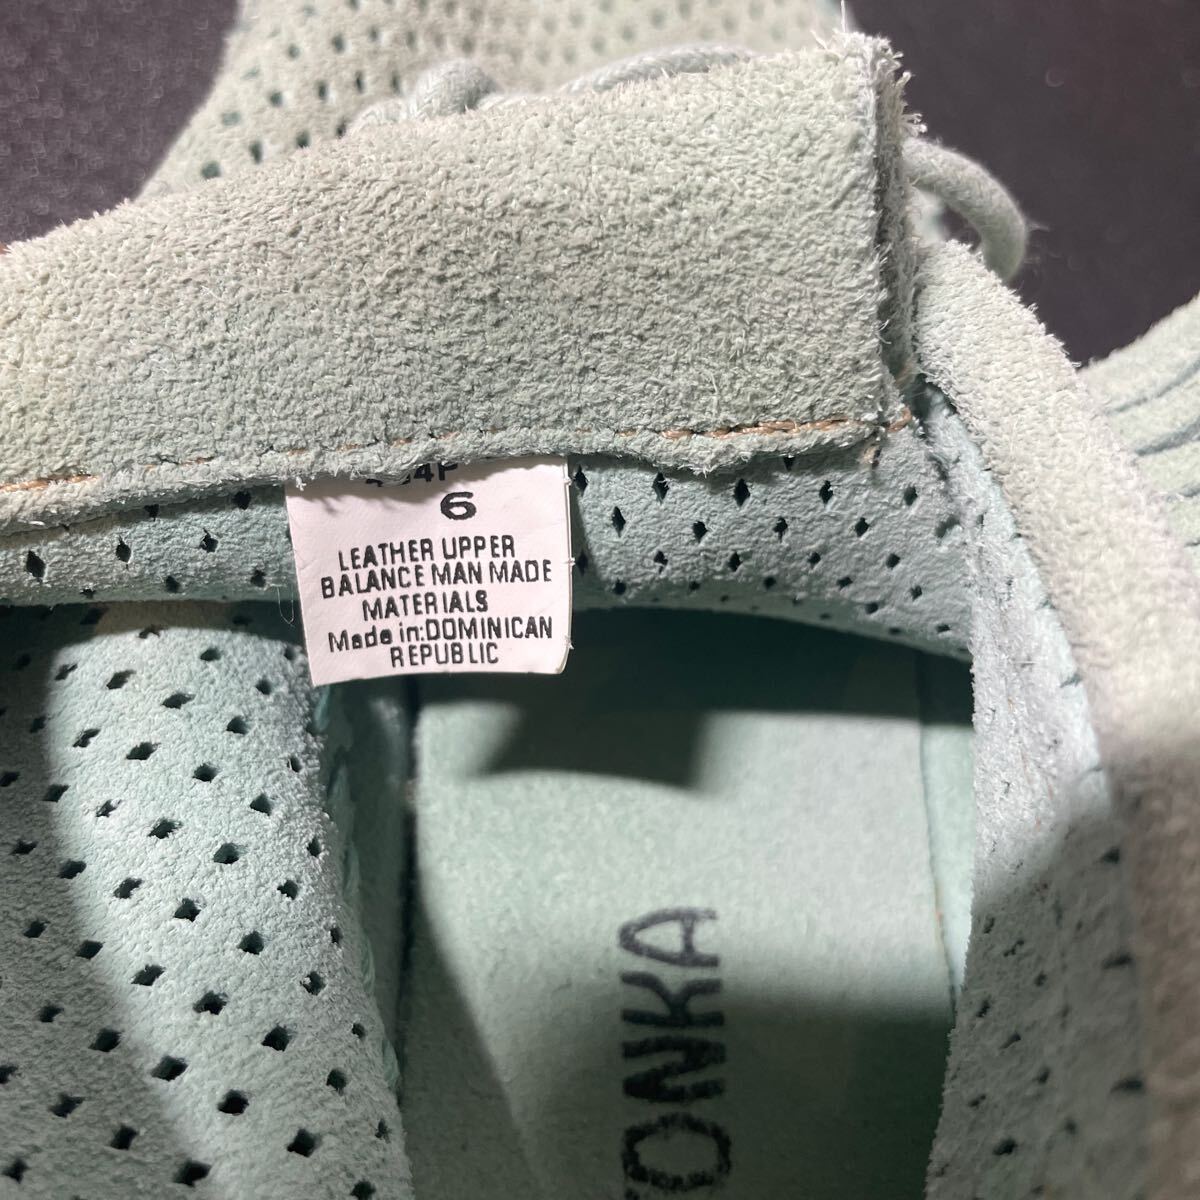 6
LEATHER UPPER
BALANCE MAN MADE
MATERIALS
Made in:DOMINICAN
REPUBLIC
ONKA